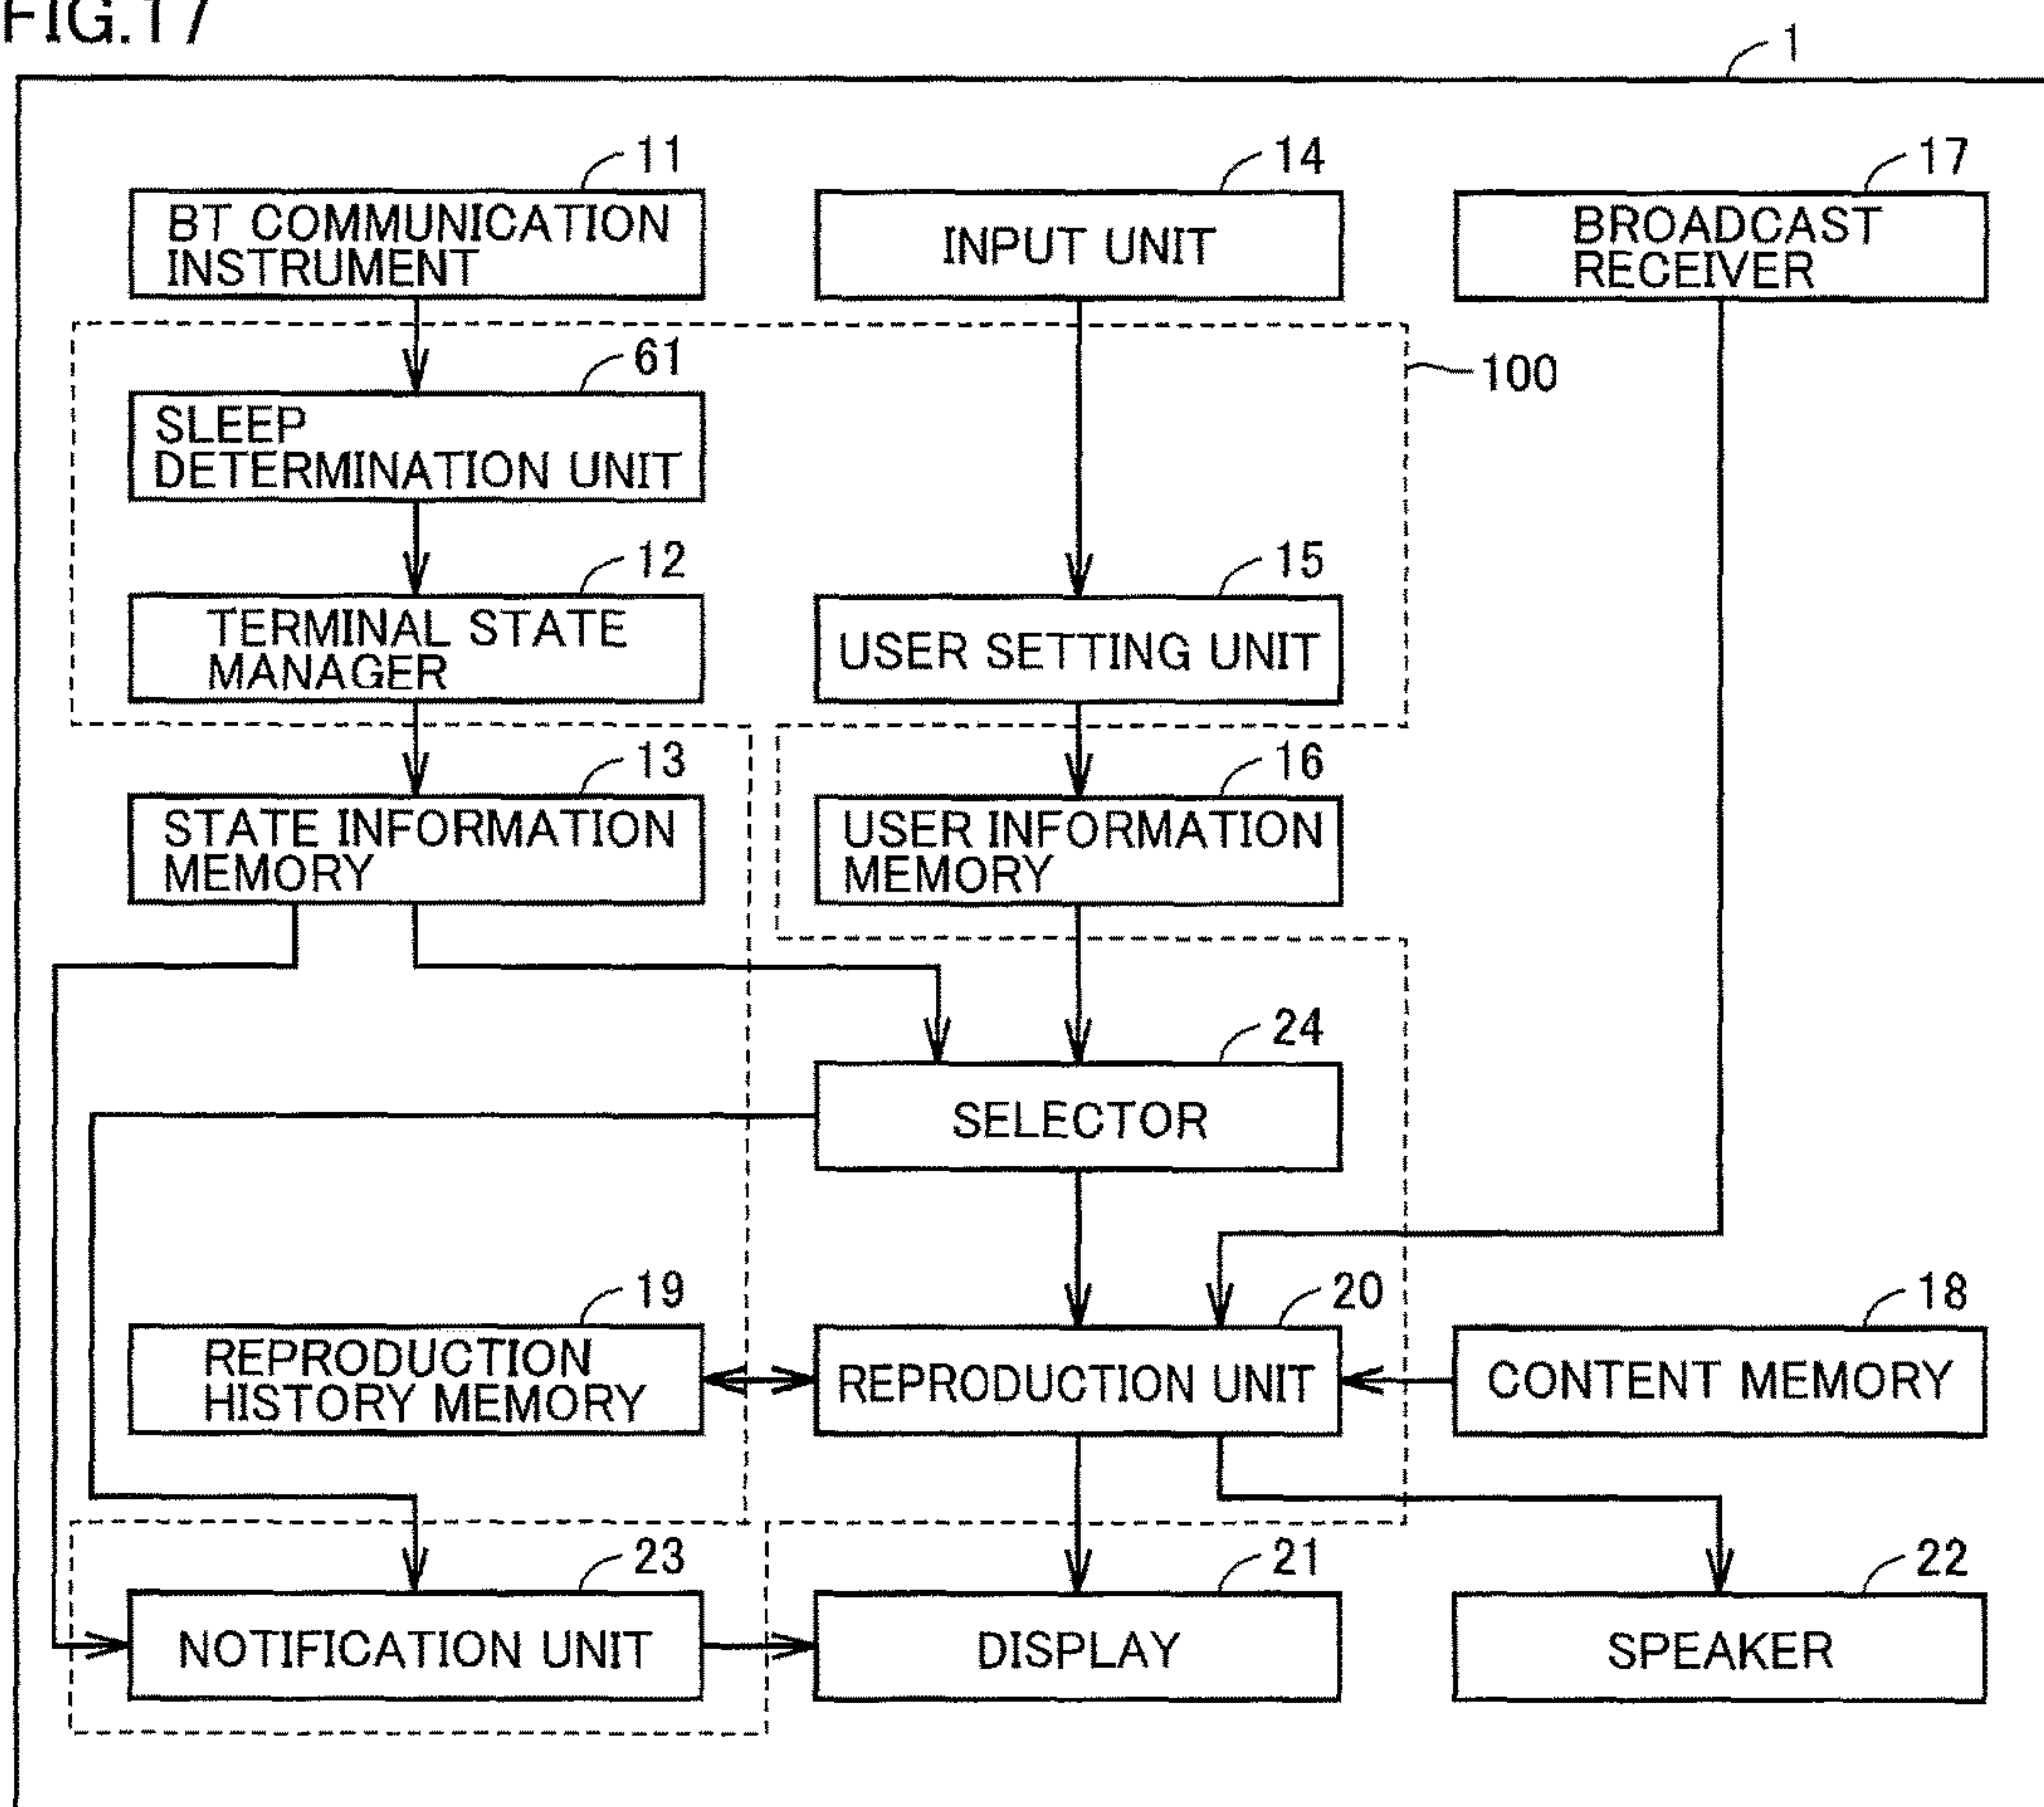 FIG.17
1
11
14
17
BT COMMUNICATION
INSTRUMENT
INPUT UNIT
BROADCAST
RECEIVER
61
100
SLEEP
DETERMINATION UNIT
12
15
TERMINAL STATE
MANAGER
USER SETTING UNIT
13
16
STATE INFORMATION
MEMORY
USER INFORMATION
MEMORY
24
SELECTOR
19
20
18
REPRODUCTION
HISTORY MEMORY
REPRODUCTION UNIT
CONTENT MEMORY
23
21
22
NOTIFICATION UNIT
DISPLAY
SPEAKER